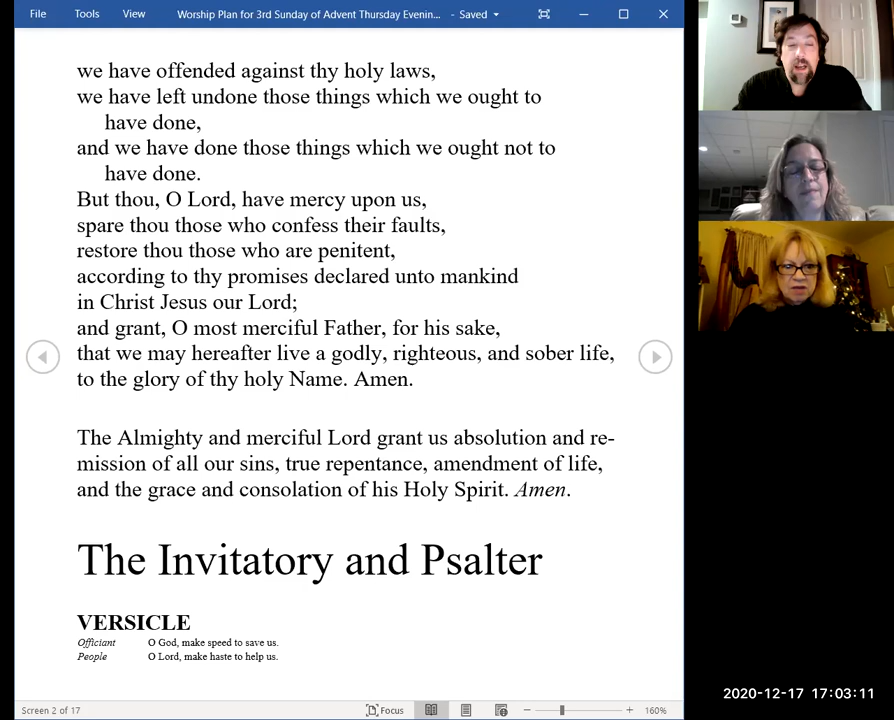 File Tools View Worship Plan for 3rd Sunday of Advent Thursday Evenin... - Saved
we have offended against thy holy laws,
we have left undone those things which we ought to
have done,
and we have done those things which we ought not to
have done.
But thou, O Lord, have mercy upon us,
spare thou those who confess their faults,
restore thou those who are penitent,
according to thy promises declared unto mankind
in Christ Jesus our Lord;
and grant, O most merciful Father, for his sake,
that we may hereafter live a godly, righteous, and sober life,
to the glory of thy holy Name. Amen.
The Almighty and merciful Lord grant us absolution and re-
mission of all our sins, true repentance, amendment of life,
and the grace and consolation of his Holy Spirit. Amen.
The Invitatory and Psalter
VERSICLE
Officiant O God, make speed to save us.
People O Lord, make haste to help us.
Screen 2 of 17 Focus 160%
2020-12-17 17:03:11